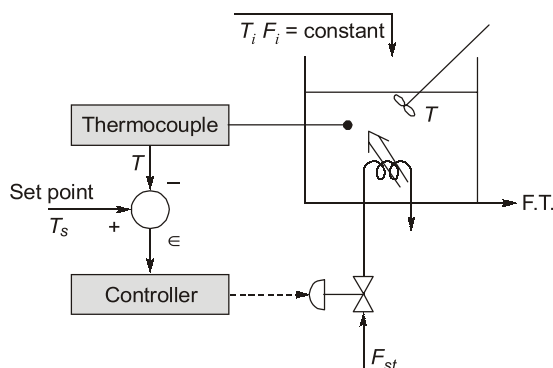 T_i F_i = constant
T
Thermocouple
T
−
Set point
T_s
+
∈
F.T.
Controller
F_st